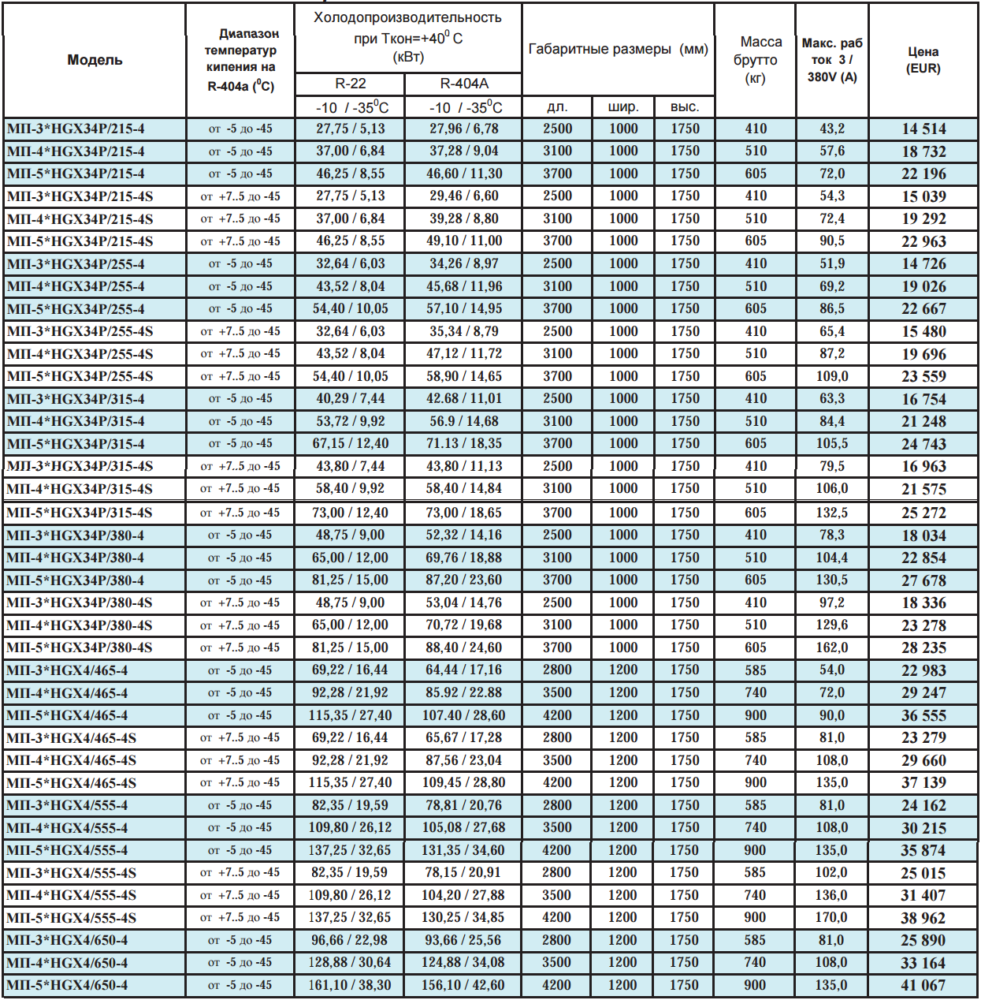 Модель
Диапазон
температур
кипения на
R-404a (⁰C)
Холодопроизводительность
при Ткон=+40⁰ C
(кВт)
Габаритные размеры (мм)
Масса
брутто
(кг)
Макс. раб
ток 3 /
380V (A)
Цена
(EUR)
R-22 R-404A
-10 / -35⁰C -10 / -35⁰C дл. шир. выс.
МП-3*HGX34P/215-4 от -5 до -45 27,75 / 5,13 27,96 / 6,78 2500 1000 1750 410 43,2 14 514
МП-4*HGX34P/215-4 от -5 до -45 37,00 / 6,84 37,28 / 9,04 3100 1000 1750 510 57,6 18 732
МП-5*HGX34P/215-4 от -5 до -45 46,25 / 8,55 46,60 / 11,30 3700 1000 1750 605 72,0 22 196
МП-3*HGX34P/215-4S от +7..5 до -45 27,75 / 5,13 29,46 / 6,60 2500 1000 1750 410 54,3 15 039
МП-4*HGX34P/215-4S от +7..5 до -45 37,00 / 6,84 39,28 / 8,80 3100 1000 1750 510 72,4 19 292
МП-5*HGX34P/215-4S от +7..5 до -45 46,25 / 8,55 49,10 / 11,00 3700 1000 1750 605 90,5 22 963
МП-3*HGX34P/255-4 от -5 до -45 32,64 / 6,03 34,26 / 8,97 2500 1000 1750 410 51,9 14 726
МП-4*HGX34P/255-4 от -5 до -45 43,52 / 8,04 45,68 / 11,96 3100 1000 1750 510 69,2 19 026
МП-5*HGX34P/255-4 от -5 до -45 54,40 / 10,05 57,10 / 14,95 3700 1000 1750 605 86,5 22 667
МП-3*HGX34P/255-4S от +7..5 до -45 32,64 / 6,03 35,34 / 8,79 2500 1000 1750 410 65,4 15 480
МП-4*HGX34P/255-4S от +7..5 до -45 43,52 / 8,04 47,12 / 11,72 3100 1000 1750 510 87,2 19 696
МП-5*HGX34P/255-4S от +7..5 до -45 54,40 / 10,05 58,90 / 14,65 3700 1000 1750 605 109,0 23 559
МП-3*HGX34P/315-4 от -5 до -45 40,29 / 7,44 42.68 / 11,01 2500 1000 1750 410 63,3 16 754
МП-4*HGX34P/315-4 от -5 до -45 53,72 / 9,92 56.9 / 14,68 3100 1000 1750 510 84,4 21 248
МП-5*HGX34P/315-4 от -5 до -45 67,15 / 12,40 71.13 / 18,35 3700 1000 1750 605 105,5 24 743
МП-3*HGX34P/315-4S от +7..5 до -45 43,80 / 7,44 43,80 / 11,13 2500 1000 1750 410 79,5 16 963
МП-4*HGX34P/315-4S от +7..5 до -45 58,40 / 9,92 58,40 / 14,84 3100 1000 1750 510 106,0 21 575
МП-5*HGX34P/315-4S от +7..5 до -45 73,00 / 12,40 73,00 / 18,65 3700 1000 1750 605 132,5 25 272
МП-3*HGX34P/380-4 от -5 до -45 48,75 / 9,00 52,32 / 14,16 2500 1000 1750 410 78,3 18 034
МП-4*HGX34P/380-4 от -5 до -45 65,00 / 12,00 69,76 / 18,88 3100 1000 1750 510 104,4 22 854
МП-5*HGX34P/380-4 от -5 до -45 81,25 / 15,00 87,20 / 23,60 3700 1000 1750 605 130,5 27 678
МП-3*HGX34P/380-4S от +7..5 до -45 48,75 / 9,00 53,04 / 14,76 2500 1000 1750 410 97,2 18 336
МП-4*HGX34P/380-4S от +7..5 до -45 65,00 / 12,00 70,72 / 19,68 3100 1000 1750 510 129,6 23 278
МП-5*HGX34P/380-4S от +7..5 до -45 81,25 / 15,00 88,40 / 24,60 3700 1000 1750 605 162,0 28 235
МП-3*HGX4/465-4 от -5 до -45 69,22 / 16,44 64,44 / 17,16 2800 1200 1750 585 54,0 22 983
МП-4*HGX4/465-4 от -5 до -45 92,28 / 21,92 85.92 / 22.88 3500 1200 1750 740 72,0 29 247
МП-5*HGX4/465-4 от -5 до -45 115,35 / 27,40 107.40 / 28,60 4200 1200 1750 900 90,0 36 555
МП-3*HGX4/465-4S от +7..5 до -45 69,22 / 16,44 65,67 / 17,28 2800 1200 1750 585 81,0 23 279
МП-4*HGX4/465-4S от +7..5 до -45 92,28 / 21,92 87,56 / 23,04 3500 1200 1750 740 108,0 29 660
МП-5*HGX4/465-4S от +7..5 до -45 115,35 / 27,40 109,45 / 28,80 4200 1200 1750 900 135,0 37 139
МП-3*HGX4/555-4 от -5 до -45 82,35 / 19,59 78,81 / 20,76 2800 1200 1750 585 81,0 24 162
МП-4*HGX4/555-4 от -5 до -45 109,80 / 26,12 105,08 / 27,68 3500 1200 1750 740 108,0 30 215
МП-5*HGX4/555-4 от -5 до -45 137,25 / 32,65 131,35 / 34,60 4200 1200 1750 900 135,0 35 874
МП-3*HGX4/555-4S от +7..5 до -45 82,35 / 19,59 78,15 / 20,91 2800 1200 1750 585 102,0 25 015
МП-4*HGX4/555-4S от +7..5 до -45 109,80 / 26,12 104,20 / 27,88 3500 1200 1750 740 136,0 31 407
МП-5*HGX4/555-4S от +7..5 до -45 137,25 / 32,65 130,25 / 34,85 4200 1200 1750 900 170,0 38 962
МП-3*HGX4/650-4 от -5 до -45 96,66 / 22,98 93,66 / 25,56 2800 1200 1750 585 81,0 25 890
МП-4*HGX4/650-4 от -5 до -45 128,88 / 30,64 124,88 / 34,08 3500 1200 1750 740 108,0 33 164
МП-5*HGX4/650-4 от -5 до -45 161,10 / 38,30 156,10 / 42,60 4200 1200 1750 900 135,0 41 067